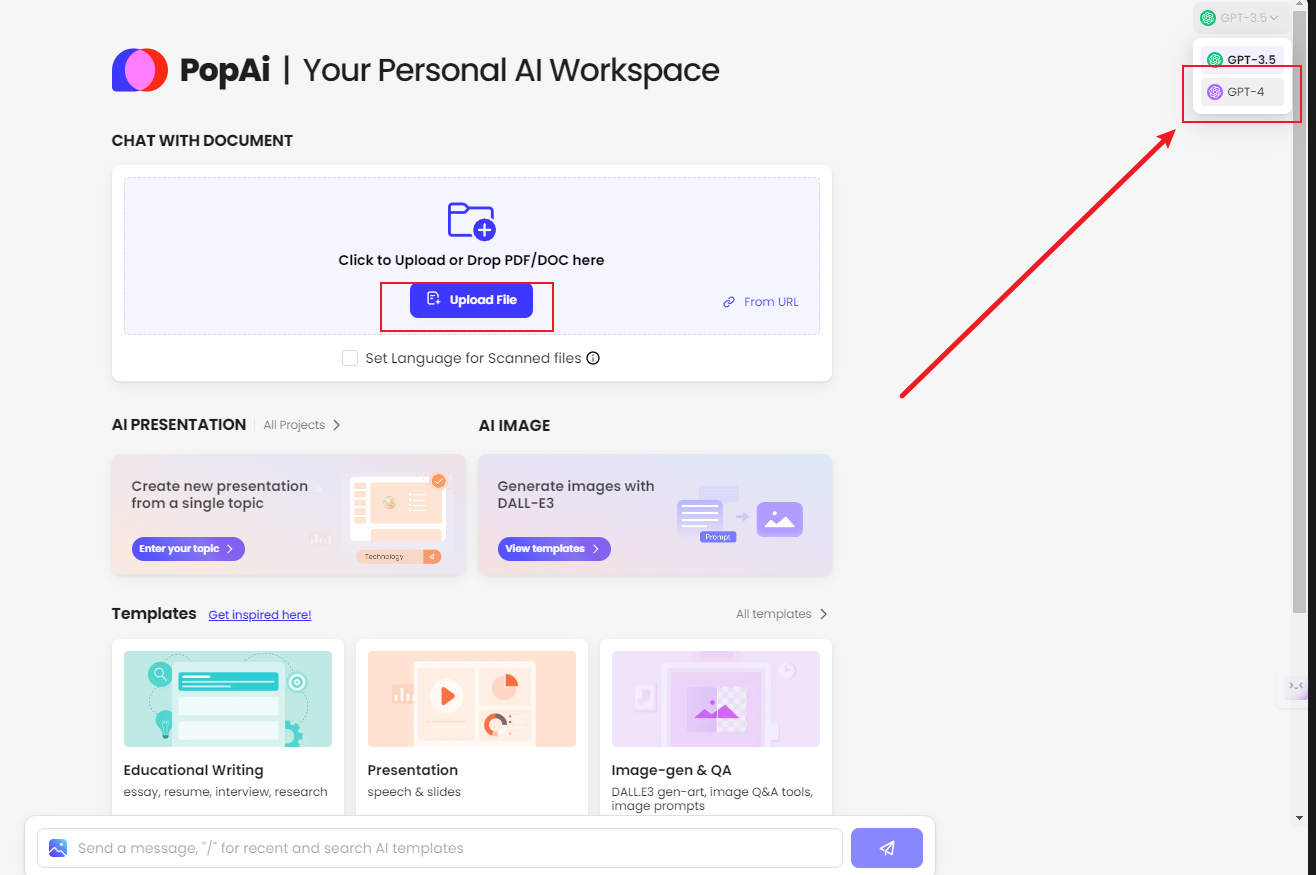 GPT-3.5
GPT-3.5
GPT-4
PopAi | Your Personal AI Workspace
CHAT WITH DOCUMENT
Click to Upload or Drop PDF/DOC here
Upload File
From URL
Set Language for Scanned files
AI PRESENTATION
All Projects
AI IMAGE
Create new presentation
from a single topic
Enter your topic
Technology
Generate images with
DALL-E3
View templates
Prompt
Templates
Get inspired here!
All templates
Educational Writing
essay, resume, interview, research
Presentation
speech & slides
Image-gen & QA
DALL.E3 gen-art, image Q&A tools,
image prompts
Send a message, "/" for recent and search AI templates